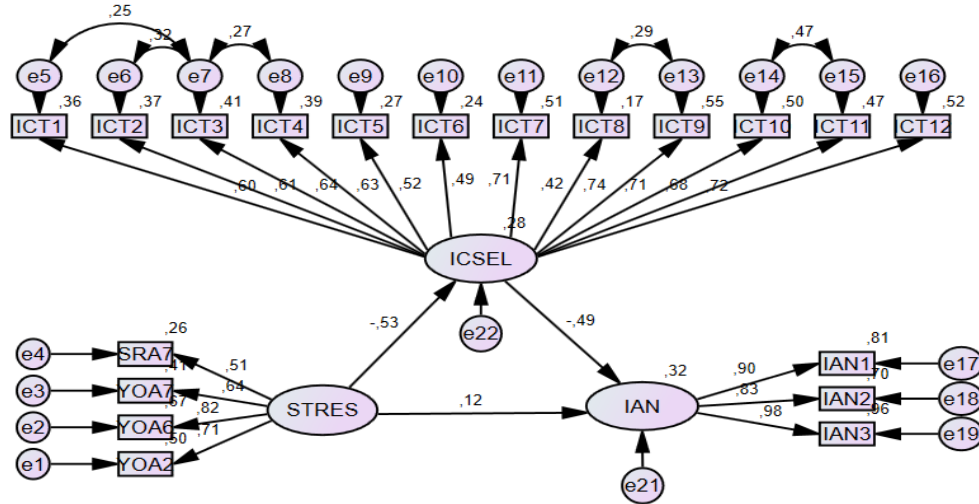 ,25
,32 ,27 ,29 ,47
e5 e6 e7 e8 e9 e10 e11 e12 e13 e14 e15 e16
,36 ,37 ,41 ,39 ,27 ,24 ,51 ,17 ,55 ,50 ,47 ,52
ICT1 ICT2 ICT3 ICT4 ICT5 ICT6 ICT7 ICT8 ICT9 ICT10 ICT11 ICT12
,60 ,61 ,64 ,63 ,52 ,49 ,71 ,42 ,74 ,71 ,68 ,72
,28
ICSEL
-,53 e22 -,49
,26 ,81
e4 SRA7 ,51 ,32 ,90 IAN1 e17
,41 ,70
e3 YOA7 ,64 ,83 IAN2 e18
,67 STRES ,12 IAN ,96
e2 YOA6 ,82 ,98 IAN3 e19
,50
e1 YOA2 ,71
e21